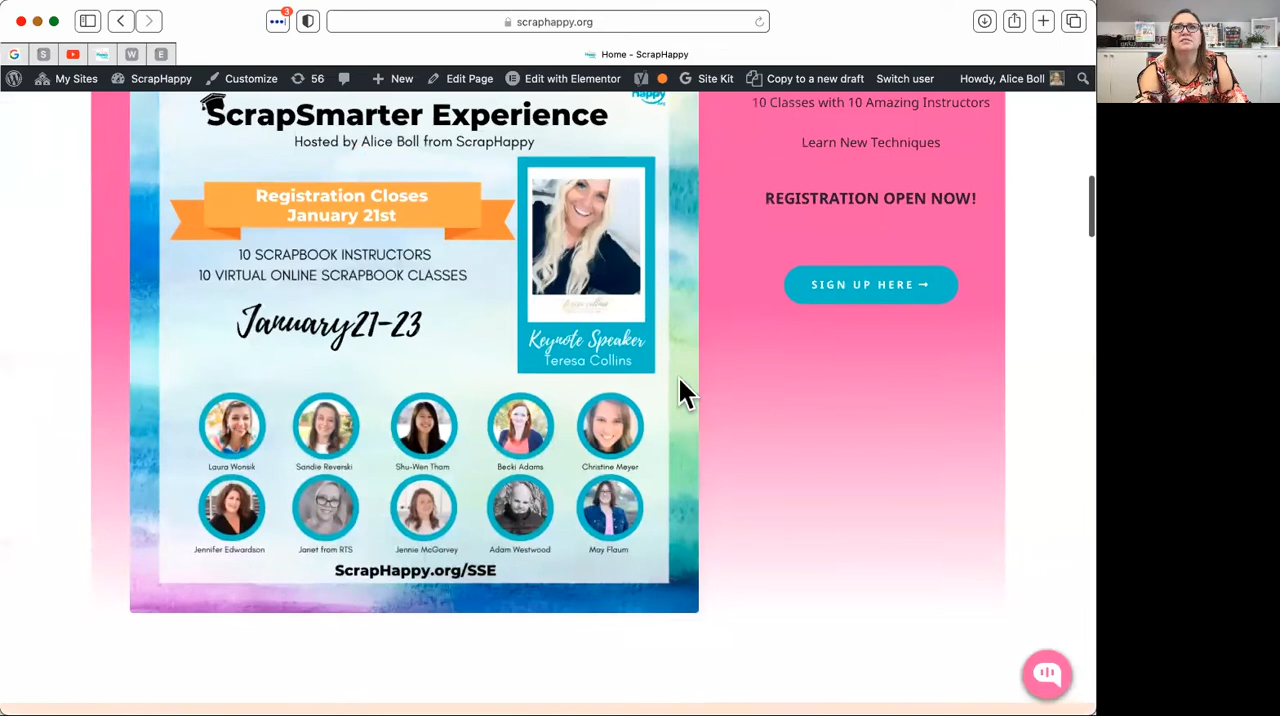 scraphappy.org
3
G
S
W
E
Home - ScrapHappy
My Sites
ScrapHappy
Customize
56
New
Edit Page
Edit with Elementor
Site Kit
Copy to a new draft
Switch user
Howdy, Alice Boll
Happy
ScrapSmarter Experience
Hosted by Alice Boll from ScrapHappy
Registration Closes
January 21st
10 SCRAPBOOK INSTRUCTORS
10 VIRTUAL ONLINE SCRAPBOOK CLASSES
January 21-23
Keynote Speaker
Teresa Collins
Laura Wonsik
Sandie Reverski
Shu-Wen Tham
Becki Adams
Christine Meyer
Jennifer Edwardson
Janet from RTS
Jennie McGarvey
Adam Westwood
May Flaum
ScrapHappy.org/SSE
10 Classes with 10 Amazing Instructors
Learn New Techniques
REGISTRATION OPEN NOW!
SIGN UP HERE →